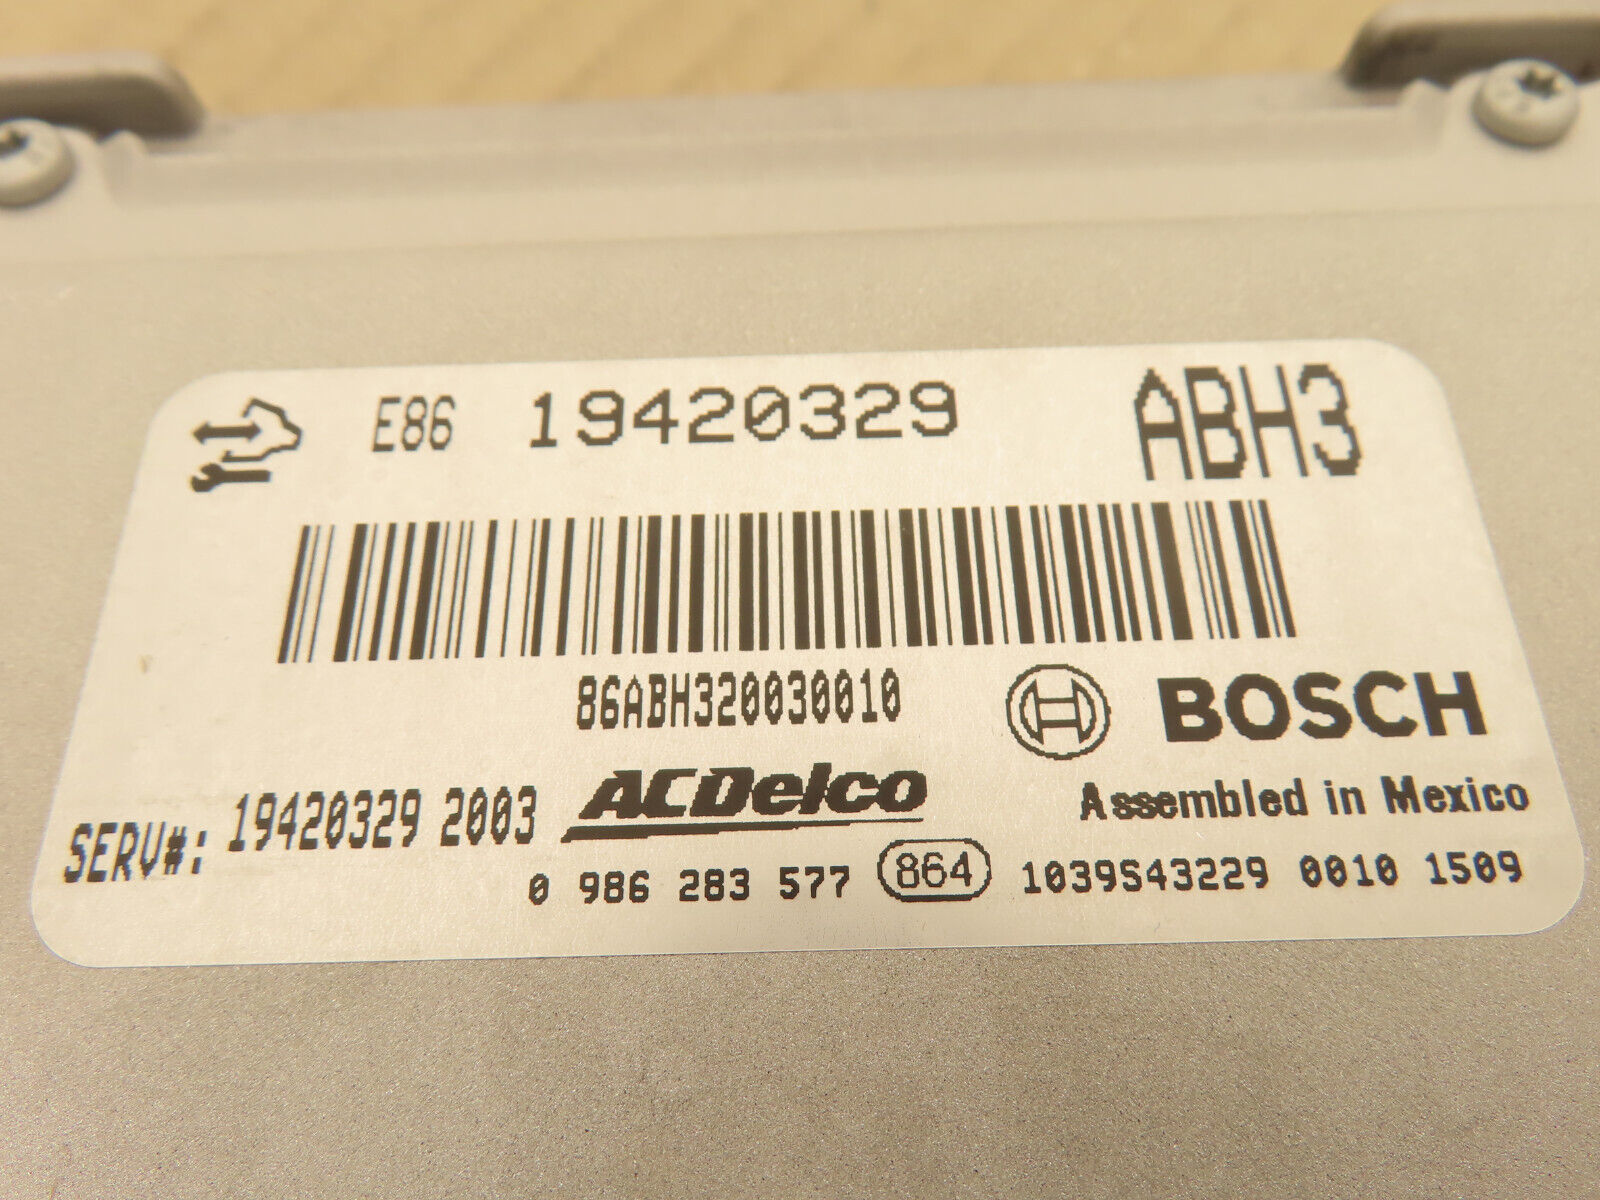 E86 19420329 ABH3
86ABH320030010
BOSCH
SERV#: 19420329 2003 ACDelco Assembled in Mexico
0 986 283 577 864 1039S43229 0010 1509